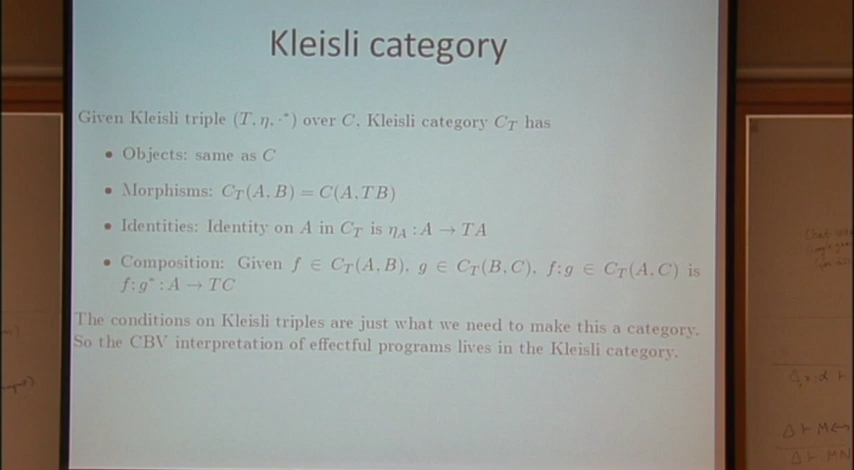 Kleisli category
Given Kleisli triple (T, η, ·*) over C, Kleisli category C_T has
• Objects: same as C
• Morphisms: C_T(A, B) = C(A, TB)
• Identities: Identity on A in C_T is η_A : A → TA
• Composition: Given f ∈ C_T(A, B), g ∈ C_T(B, C), f; g ∈ C_T(A, C) is
f; g* : A → TC
The conditions on Kleisli triples are just what we need to make this a category.
So the CBV interpretation of effectful programs lives in the Kleisli category.
Δ ⊢ MN